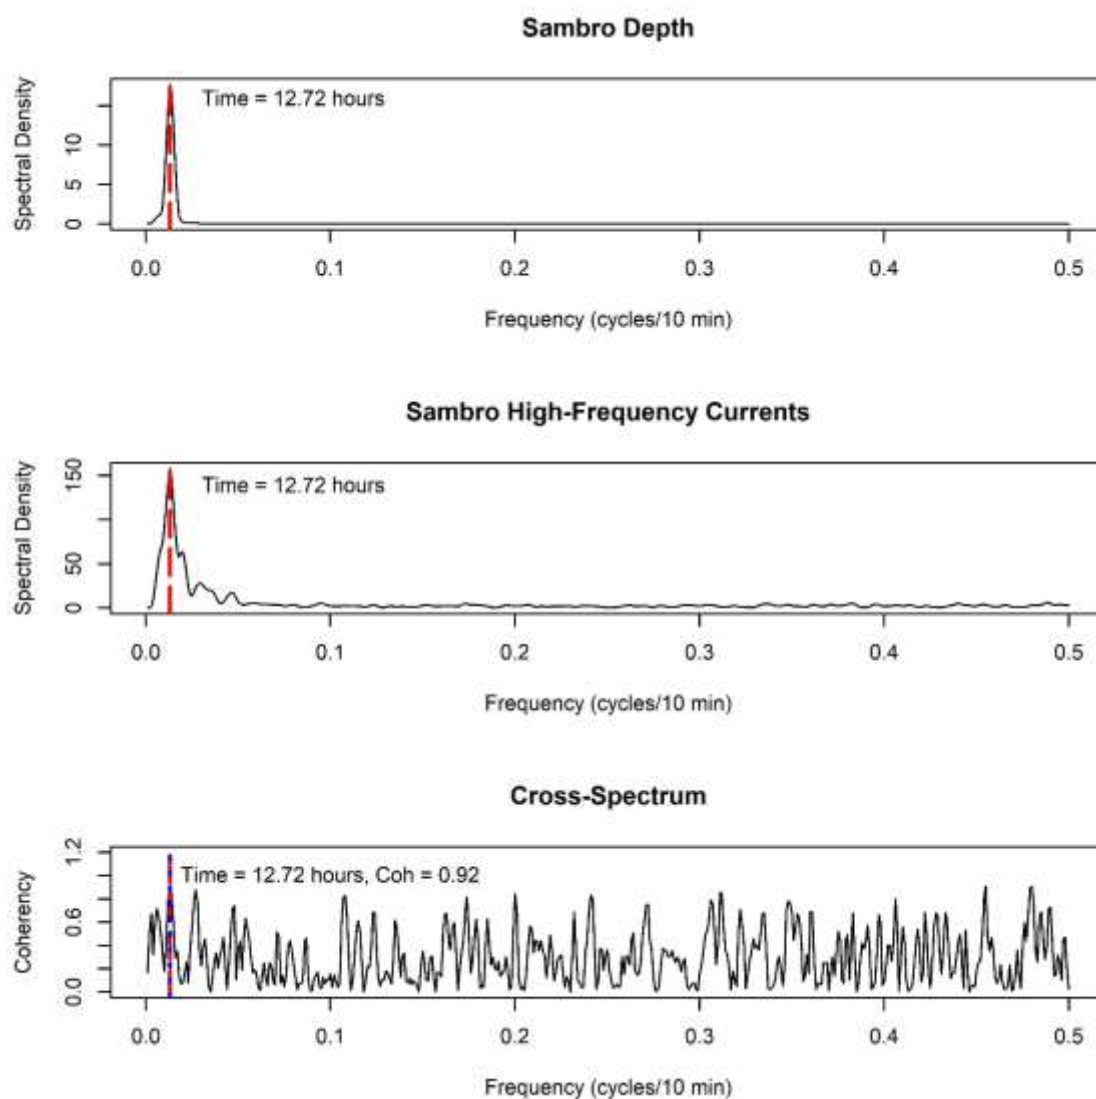 Sambro Depth
Spectral Density
0 5 10
Time = 12.72 hours
0.0 0.1 0.2 0.3 0.4 0.5
Frequency (cycles/10 min)
Sambro High-Frequency Currents
Spectral Density
0 50 150
Time = 12.72 hours
0.0 0.1 0.2 0.3 0.4 0.5
Frequency (cycles/10 min)
Cross-Spectrum
Coherency
0.0 0.6 1.2
Time = 12.72 hours, Coh = 0.92
0.0 0.1 0.2 0.3 0.4 0.5
Frequency (cycles/10 min)